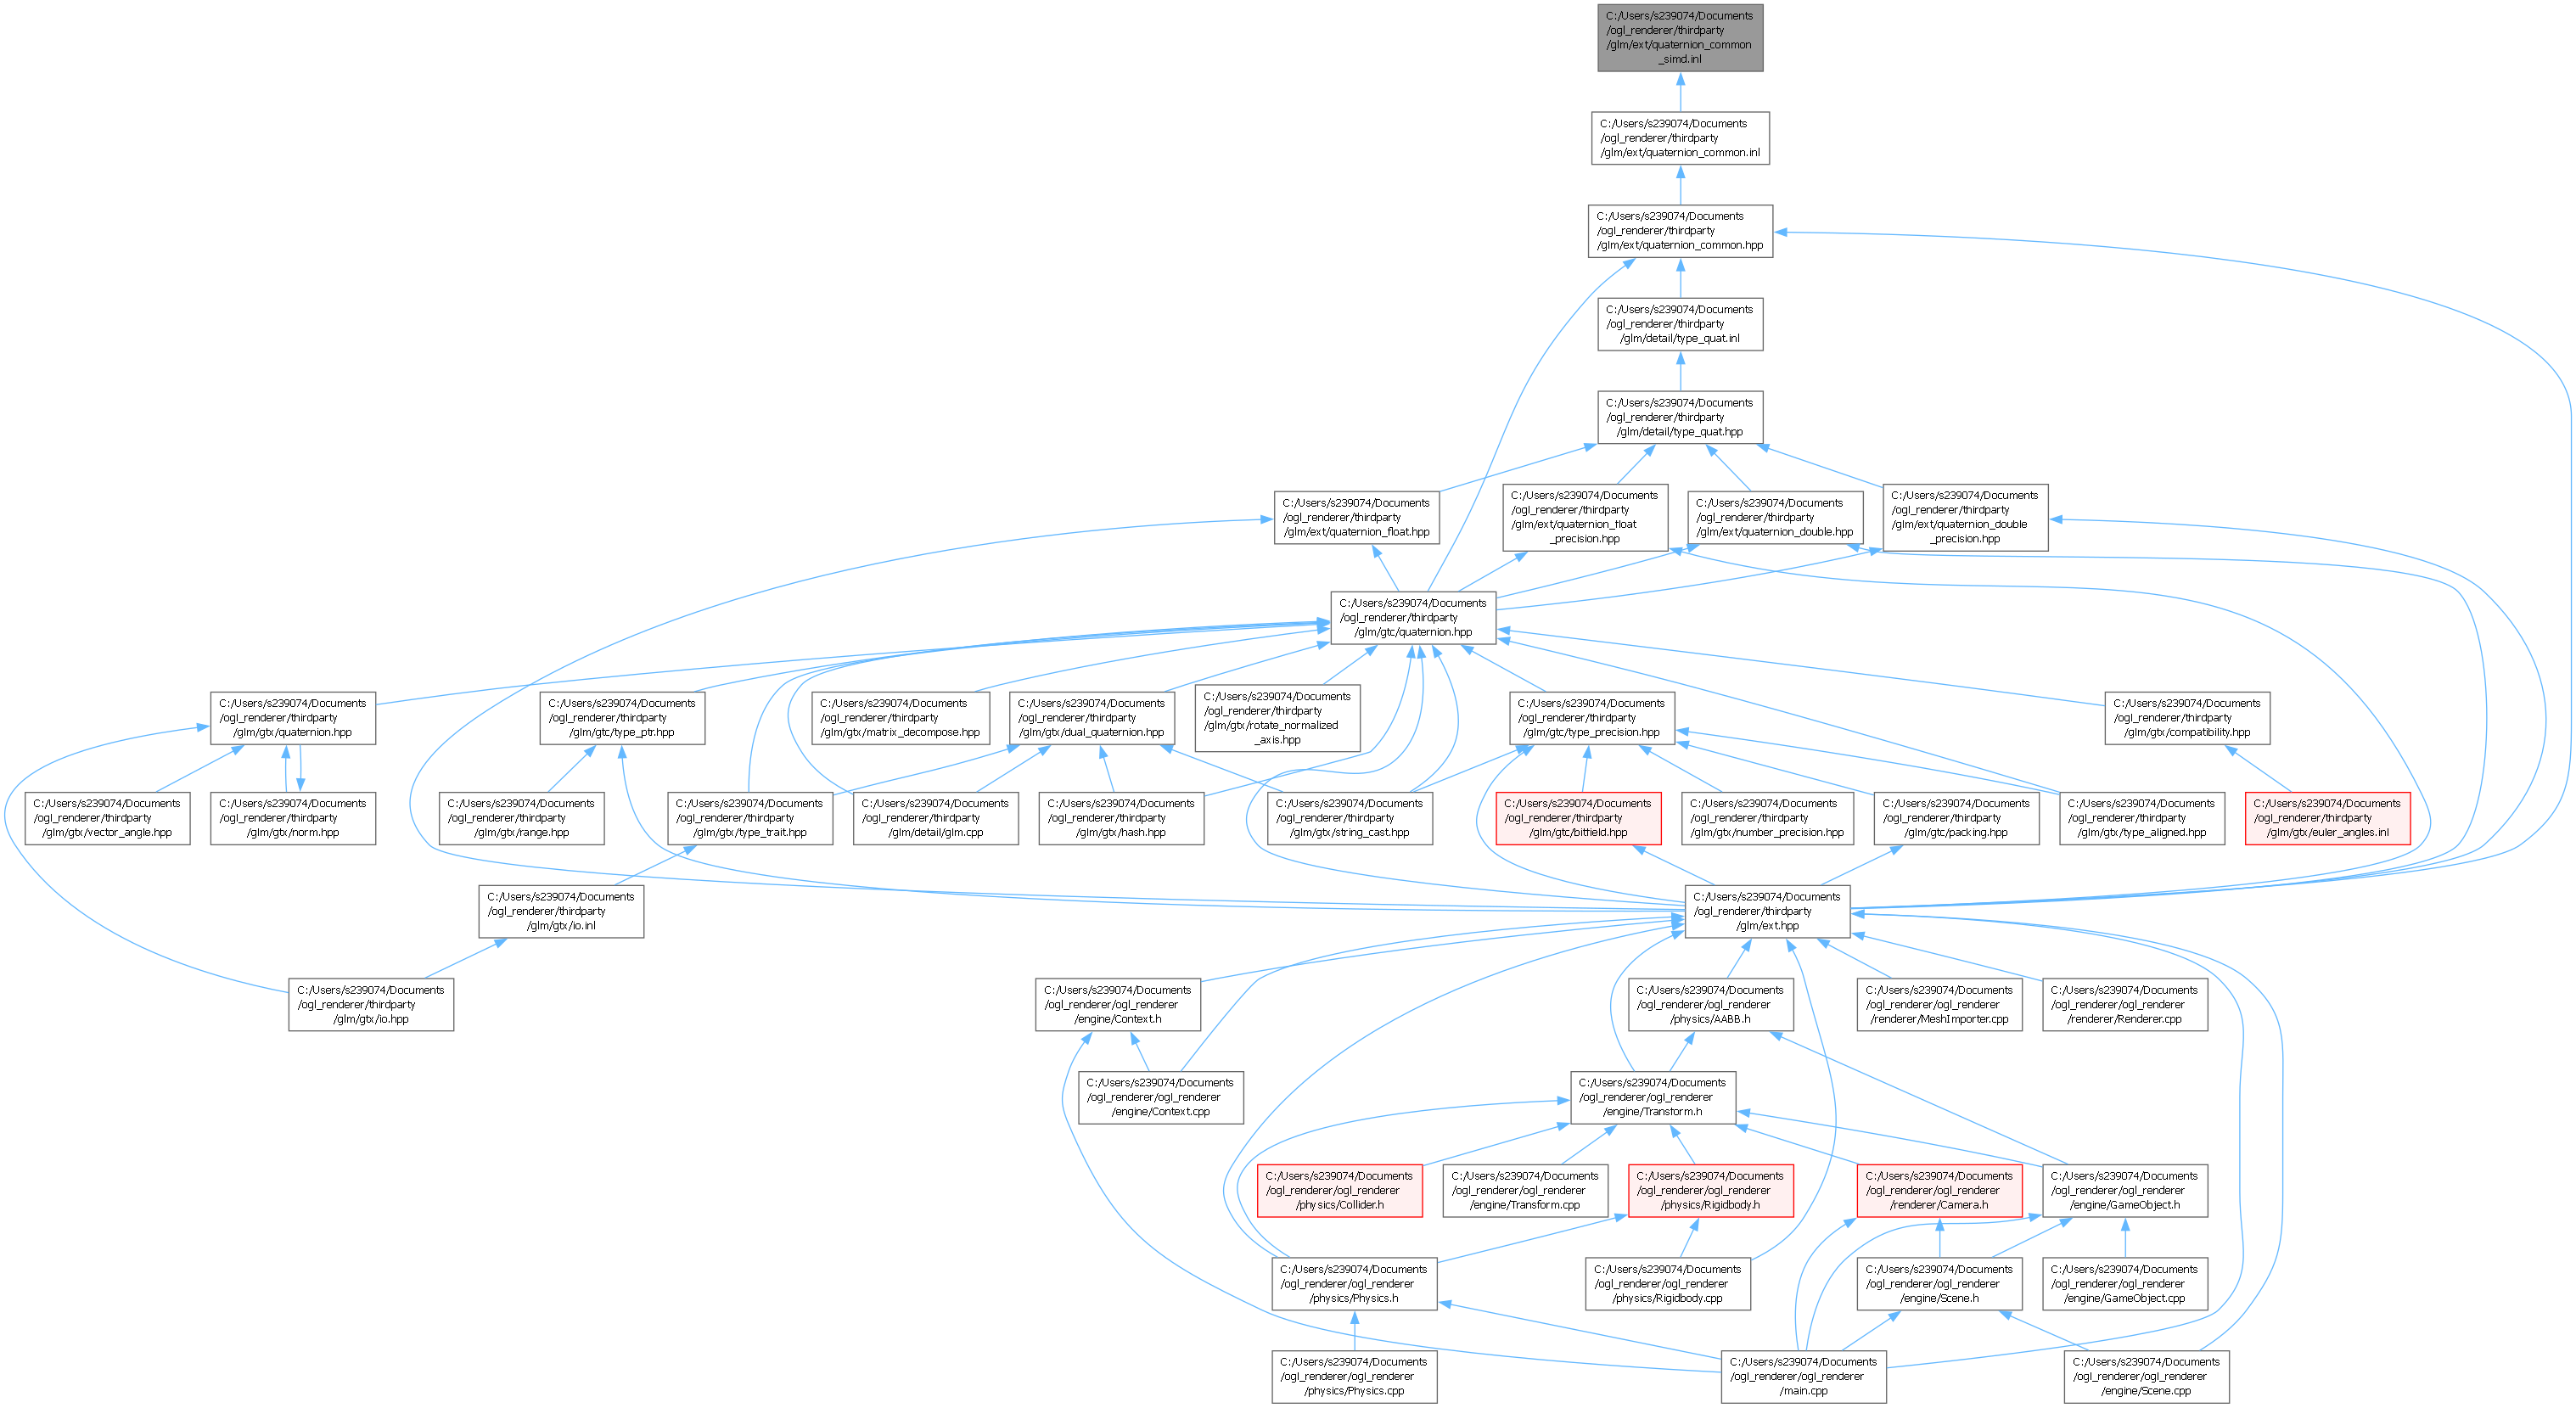 C:/Users/s239074/Documents
/ogl_renderer/thirdparty
/glm/ext/quaternion_common
_simd.inl
C:/Users/s239074/Documents
/ogl_renderer/thirdparty
/glm/ext/quaternion_common.inl
C:/Users/s239074/Documents
/ogl_renderer/thirdparty
/glm/ext/quaternion_common.hpp
C:/Users/s239074/Documents
/ogl_renderer/thirdparty
/glm/detail/type_quat.inl
C:/Users/s239074/Documents
/ogl_renderer/thirdparty
/glm/detail/type_quat.hpp
C:/Users/s239074/Documents
/ogl_renderer/thirdparty
/glm/ext/quaternion_float.hpp
C:/Users/s239074/Documents
/ogl_renderer/thirdparty
/glm/ext/quaternion_float
_precision.hpp
C:/Users/s239074/Documents
/ogl_renderer/thirdparty
/glm/ext/quaternion_double.hpp
C:/Users/s239074/Documents
/ogl_renderer/thirdparty
/glm/ext/quaternion_double
_precision.hpp
C:/Users/s239074/Documents
/ogl_renderer/thirdparty
/glm/gtc/quaternion.hpp
C:/Users/s239074/Documents
/ogl_renderer/thirdparty
/glm/gtx/quaternion.hpp
C:/Users/s239074/Documents
/ogl_renderer/thirdparty
/glm/gtc/type_ptr.hpp
C:/Users/s239074/Documents
/ogl_renderer/thirdparty
/glm/gtx/matrix_decompose.hpp
C:/Users/s239074/Documents
/ogl_renderer/thirdparty
/glm/gtx/dual_quaternion.hpp
C:/Users/s239074/Documents
/ogl_renderer/thirdparty
/glm/gtx/rotate_normalized
_axis.hpp
C:/Users/s239074/Documents
/ogl_renderer/thirdparty
/glm/gtc/type_precision.hpp
C:/Users/s239074/Documents
/ogl_renderer/thirdparty
/glm/gtx/compatibility.hpp
C:/Users/s239074/Documents
/ogl_renderer/thirdparty
/glm/gtx/vector_angle.hpp
C:/Users/s239074/Documents
/ogl_renderer/thirdparty
/glm/gtx/norm.hpp
C:/Users/s239074/Documents
/ogl_renderer/thirdparty
/glm/gtx/range.hpp
C:/Users/s239074/Documents
/ogl_renderer/thirdparty
/glm/gtx/type_trait.hpp
C:/Users/s239074/Documents
/ogl_renderer/thirdparty
/glm/detail/glm.cpp
C:/Users/s239074/Documents
/ogl_renderer/thirdparty
/glm/gtx/hash.hpp
C:/Users/s239074/Documents
/ogl_renderer/thirdparty
/glm/gtx/string_cast.hpp
C:/Users/s239074/Documents
/ogl_renderer/thirdparty
/glm/gtc/bitfield.hpp
C:/Users/s239074/Documents
/ogl_renderer/thirdparty
/glm/gtx/number_precision.hpp
C:/Users/s239074/Documents
/ogl_renderer/thirdparty
/glm/gtc/packing.hpp
C:/Users/s239074/Documents
/ogl_renderer/thirdparty
/glm/gtx/type_aligned.hpp
C:/Users/s239074/Documents
/ogl_renderer/thirdparty
/glm/gtx/euler_angles.inl
C:/Users/s239074/Documents
/ogl_renderer/thirdparty
/glm/gtx/io.inl
C:/Users/s239074/Documents
/ogl_renderer/thirdparty
/glm/ext.hpp
C:/Users/s239074/Documents
/ogl_renderer/thirdparty
/glm/gtx/io.hpp
C:/Users/s239074/Documents
/ogl_renderer/ogl_renderer
/engine/Context.h
C:/Users/s239074/Documents
/ogl_renderer/ogl_renderer
/physics/AABB.h
C:/Users/s239074/Documents
/ogl_renderer/ogl_renderer
/renderer/MeshImporter.cpp
C:/Users/s239074/Documents
/ogl_renderer/ogl_renderer
/renderer/Renderer.cpp
C:/Users/s239074/Documents
/ogl_renderer/ogl_renderer
/engine/Context.cpp
C:/Users/s239074/Documents
/ogl_renderer/ogl_renderer
/engine/Transform.h
C:/Users/s239074/Documents
/ogl_renderer/ogl_renderer
/physics/Collider.h
C:/Users/s239074/Documents
/ogl_renderer/ogl_renderer
/engine/Transform.cpp
C:/Users/s239074/Documents
/ogl_renderer/ogl_renderer
/physics/Rigidbody.h
C:/Users/s239074/Documents
/ogl_renderer/ogl_renderer
/renderer/Camera.h
C:/Users/s239074/Documents
/ogl_renderer/ogl_renderer
/engine/GameObject.h
C:/Users/s239074/Documents
/ogl_renderer/ogl_renderer
/physics/Physics.h
C:/Users/s239074/Documents
/ogl_renderer/ogl_renderer
/physics/Rigidbody.cpp
C:/Users/s239074/Documents
/ogl_renderer/ogl_renderer
/engine/Scene.h
C:/Users/s239074/Documents
/ogl_renderer/ogl_renderer
/engine/GameObject.cpp
C:/Users/s239074/Documents
/ogl_renderer/ogl_renderer
/physics/Physics.cpp
C:/Users/s239074/Documents
/ogl_renderer/ogl_renderer
/main.cpp
C:/Users/s239074/Documents
/ogl_renderer/ogl_renderer
/engine/Scene.cpp